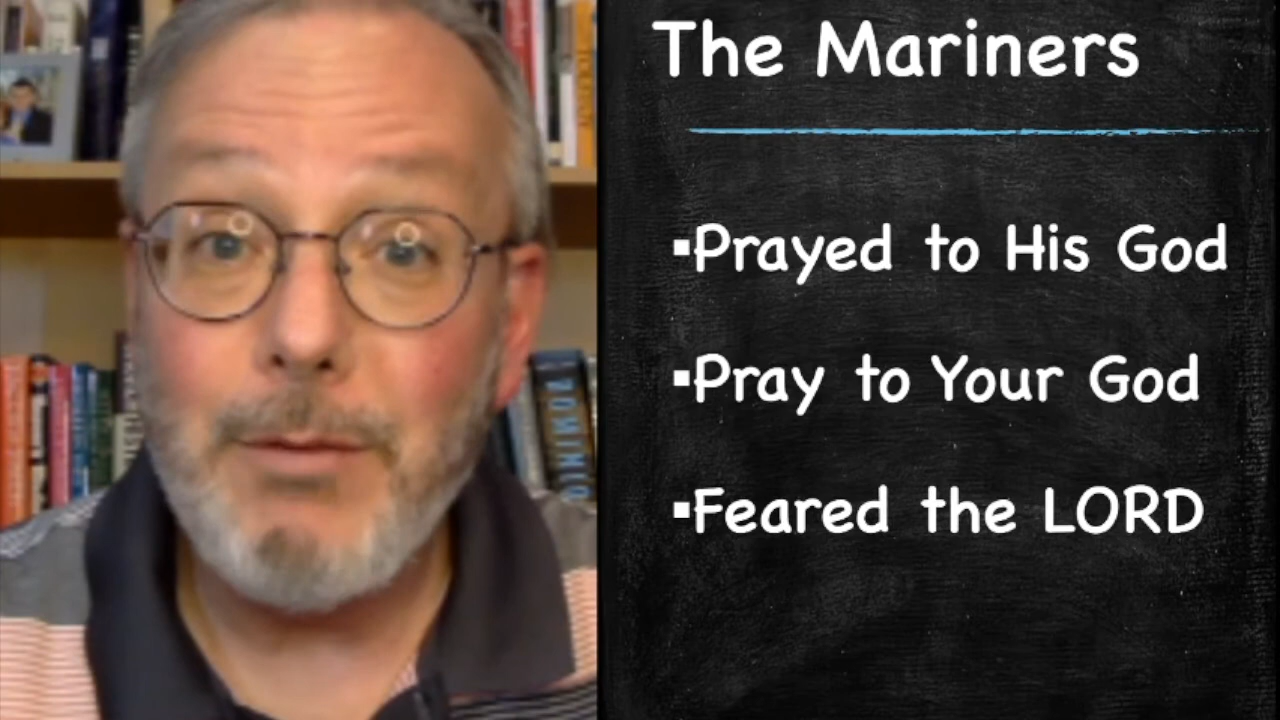 The Mariners
▪Prayed to His God
▪Pray to Your God
▪Feared the LORD